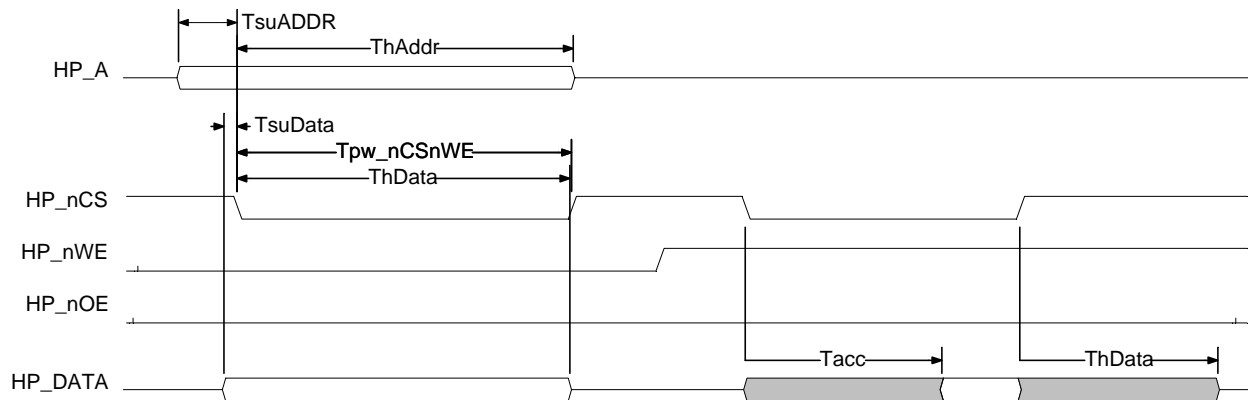 TsuADDR
ThAddr
HP_A
TsuData
Tpw_nCSnWE
ThData
HP_nCS
HP_nWE
HP_nOE
Tacc
ThData
HP_DATA